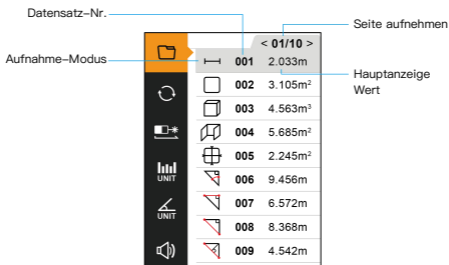 Datensatz-Nr.
Seite aufnehmen
< 01/10 >
Aufnahme-Modus
001 2.033m
Hauptanzeige
Wert
002 3.105m²
003 4.563m³
004 5.685m²
005 2.245m²
UNIT
006 9.456m
007 6.572m
UNIT
008 8.368m
009 4.542m